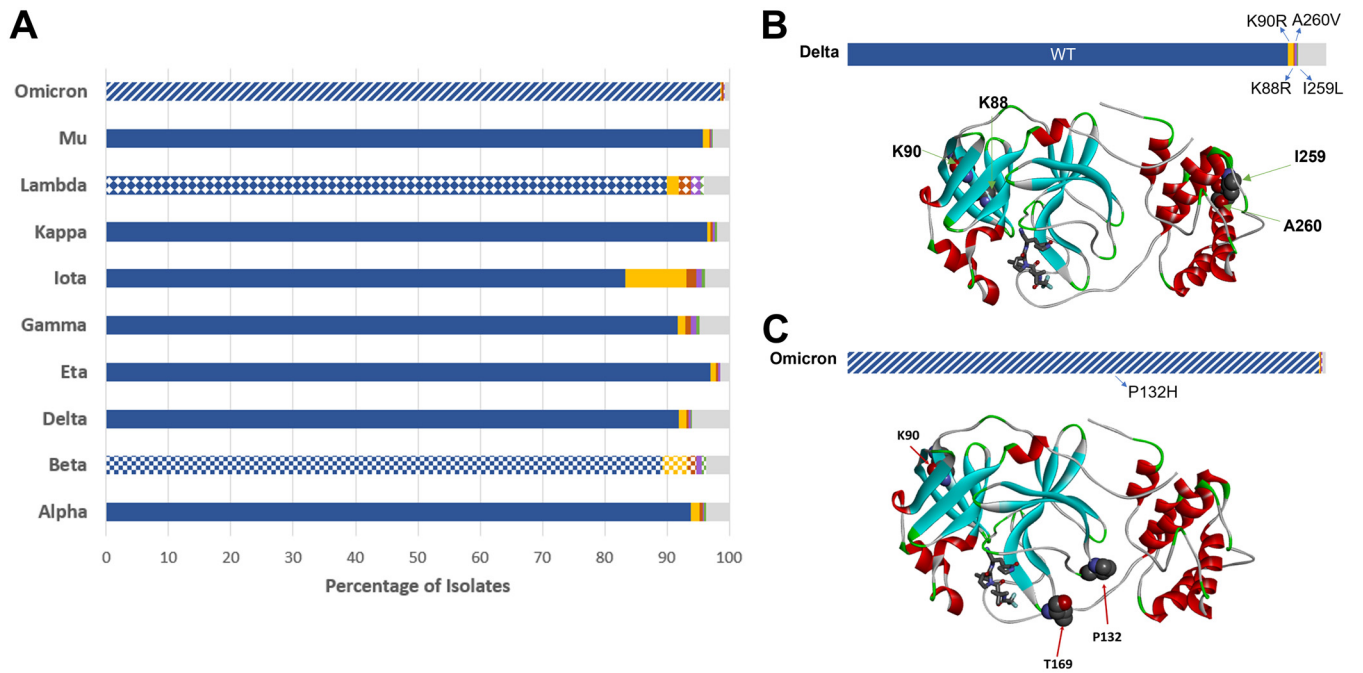 A
Omicron
Mu
Lambda
Kappa
Iota
Gamma
Eta
Delta
Beta
Alpha
0 10 20 30 40 50 60 70 80 90 100
Percentage of Isolates
B
K90R A260V
Delta WT
K88R I259L
K88
K90
I259
A260
C
Omicron
P132H
K90
P132
T169